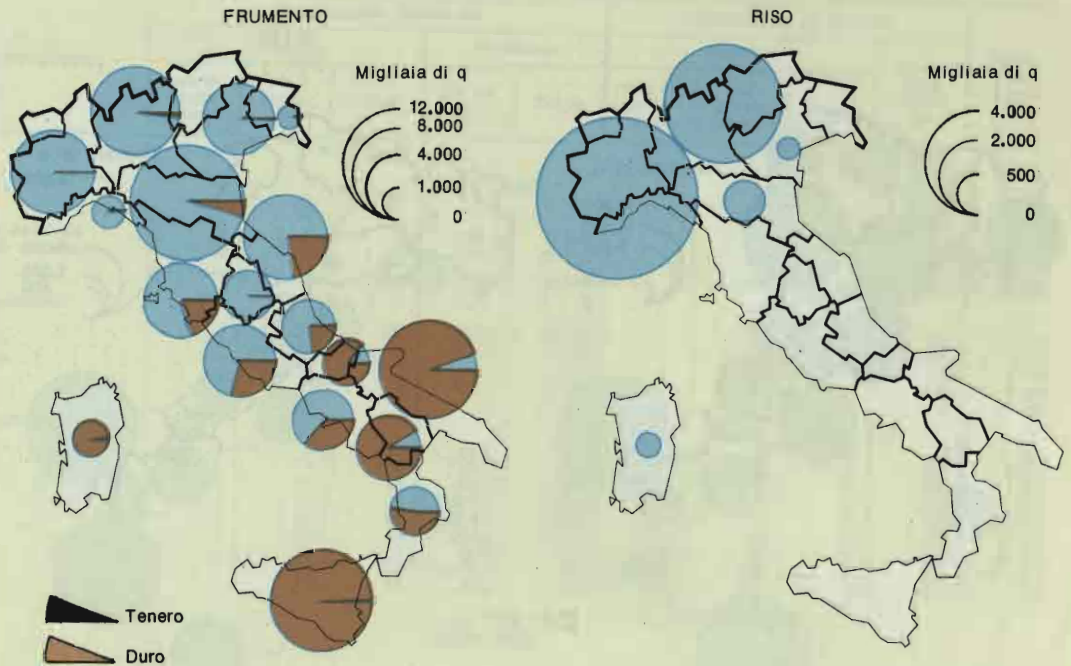 FRUMENTO
Migliaia di q
12.000
8.000
4.000
1.000
0
Tenero
Duro
RISO
Migliaia di q
4.000
2.000
500
0